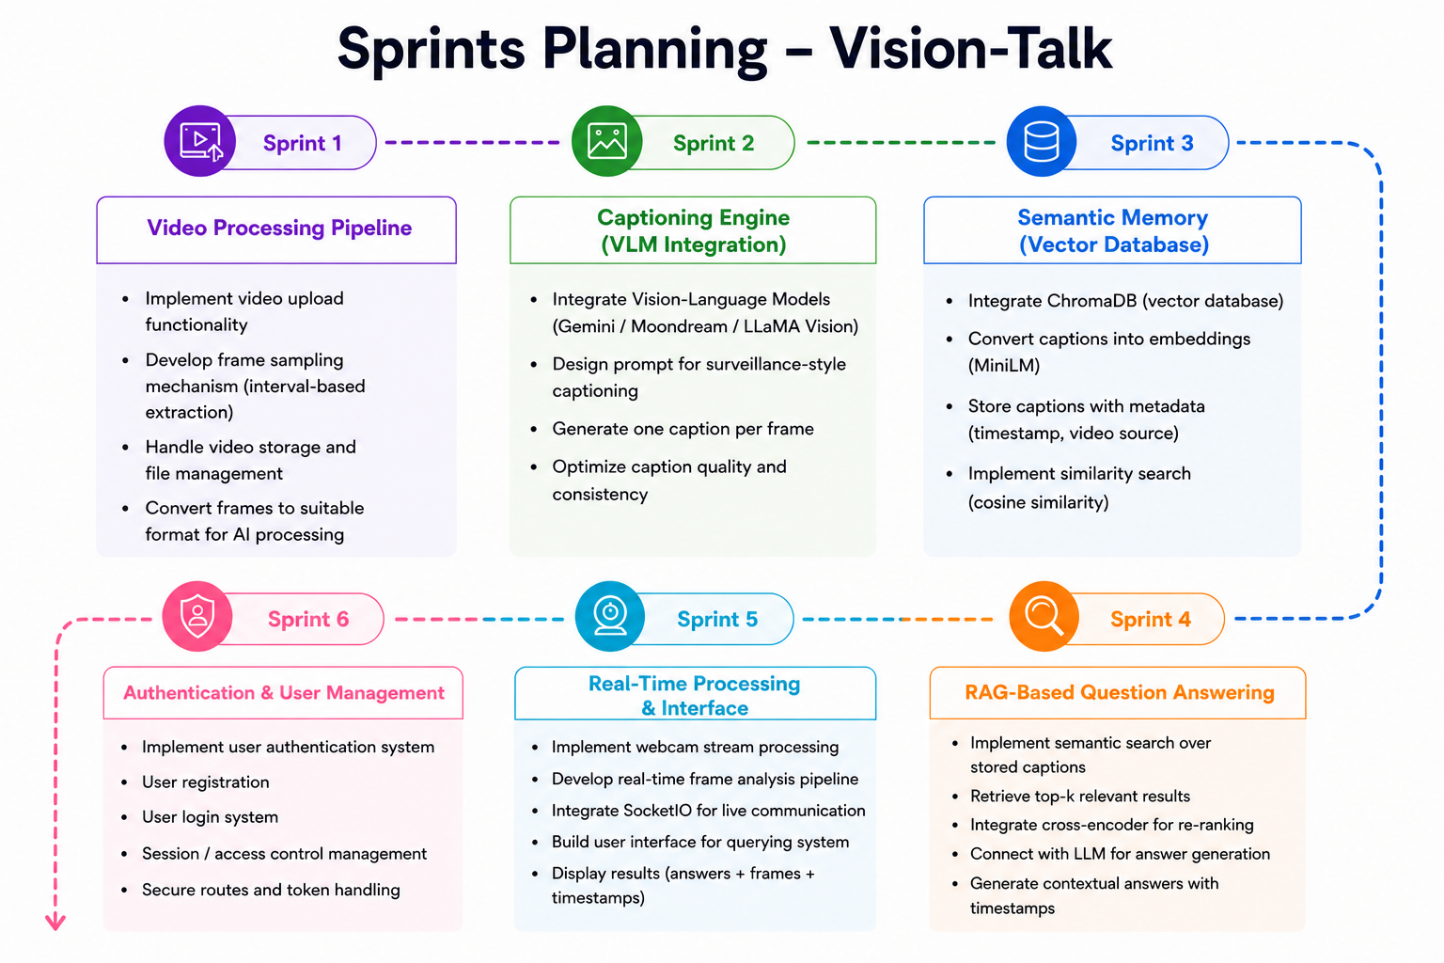 Sprints Planning – Vision-Talk
Sprint 1
Video Processing Pipeline
• Implement video upload
functionality
• Develop frame sampling
mechanism (interval-based
extraction)
• Handle video storage and
file management
• Convert frames to suitable
format for AI processing
Sprint 2
Captioning Engine
(VLM Integration)
• Integrate Vision-Language Models
(Gemini / Moondream / LLaMA Vision)
• Design prompt for surveillance-style
captioning
• Generate one caption per frame
• Optimize caption quality and
consistency
Sprint 3
Semantic Memory
(Vector Database)
• Integrate ChromaDB (vector database)
• Convert captions into embeddings
(MiniLM)
• Store captions with metadata
(timestamp, video source)
• Implement similarity search
(cosine similarity)
Sprint 4
RAG-Based Question Answering
• Implement semantic search over
stored captions
• Retrieve top-k relevant results
• Integrate cross-encoder for re-ranking
• Connect with LLM for answer generation
• Generate contextual answers with
timestamps
Sprint 5
Real-Time Processing
& Interface
• Implement webcam stream processing
• Develop real-time frame analysis pipeline
• Integrate SocketIO for live communication
• Build user interface for querying system
• Display results (answers + frames +
timestamps)
Sprint 6
Authentication & User Management
• Implement user authentication system
• User registration
• User login system
• Session / access control management
• Secure routes and token handling